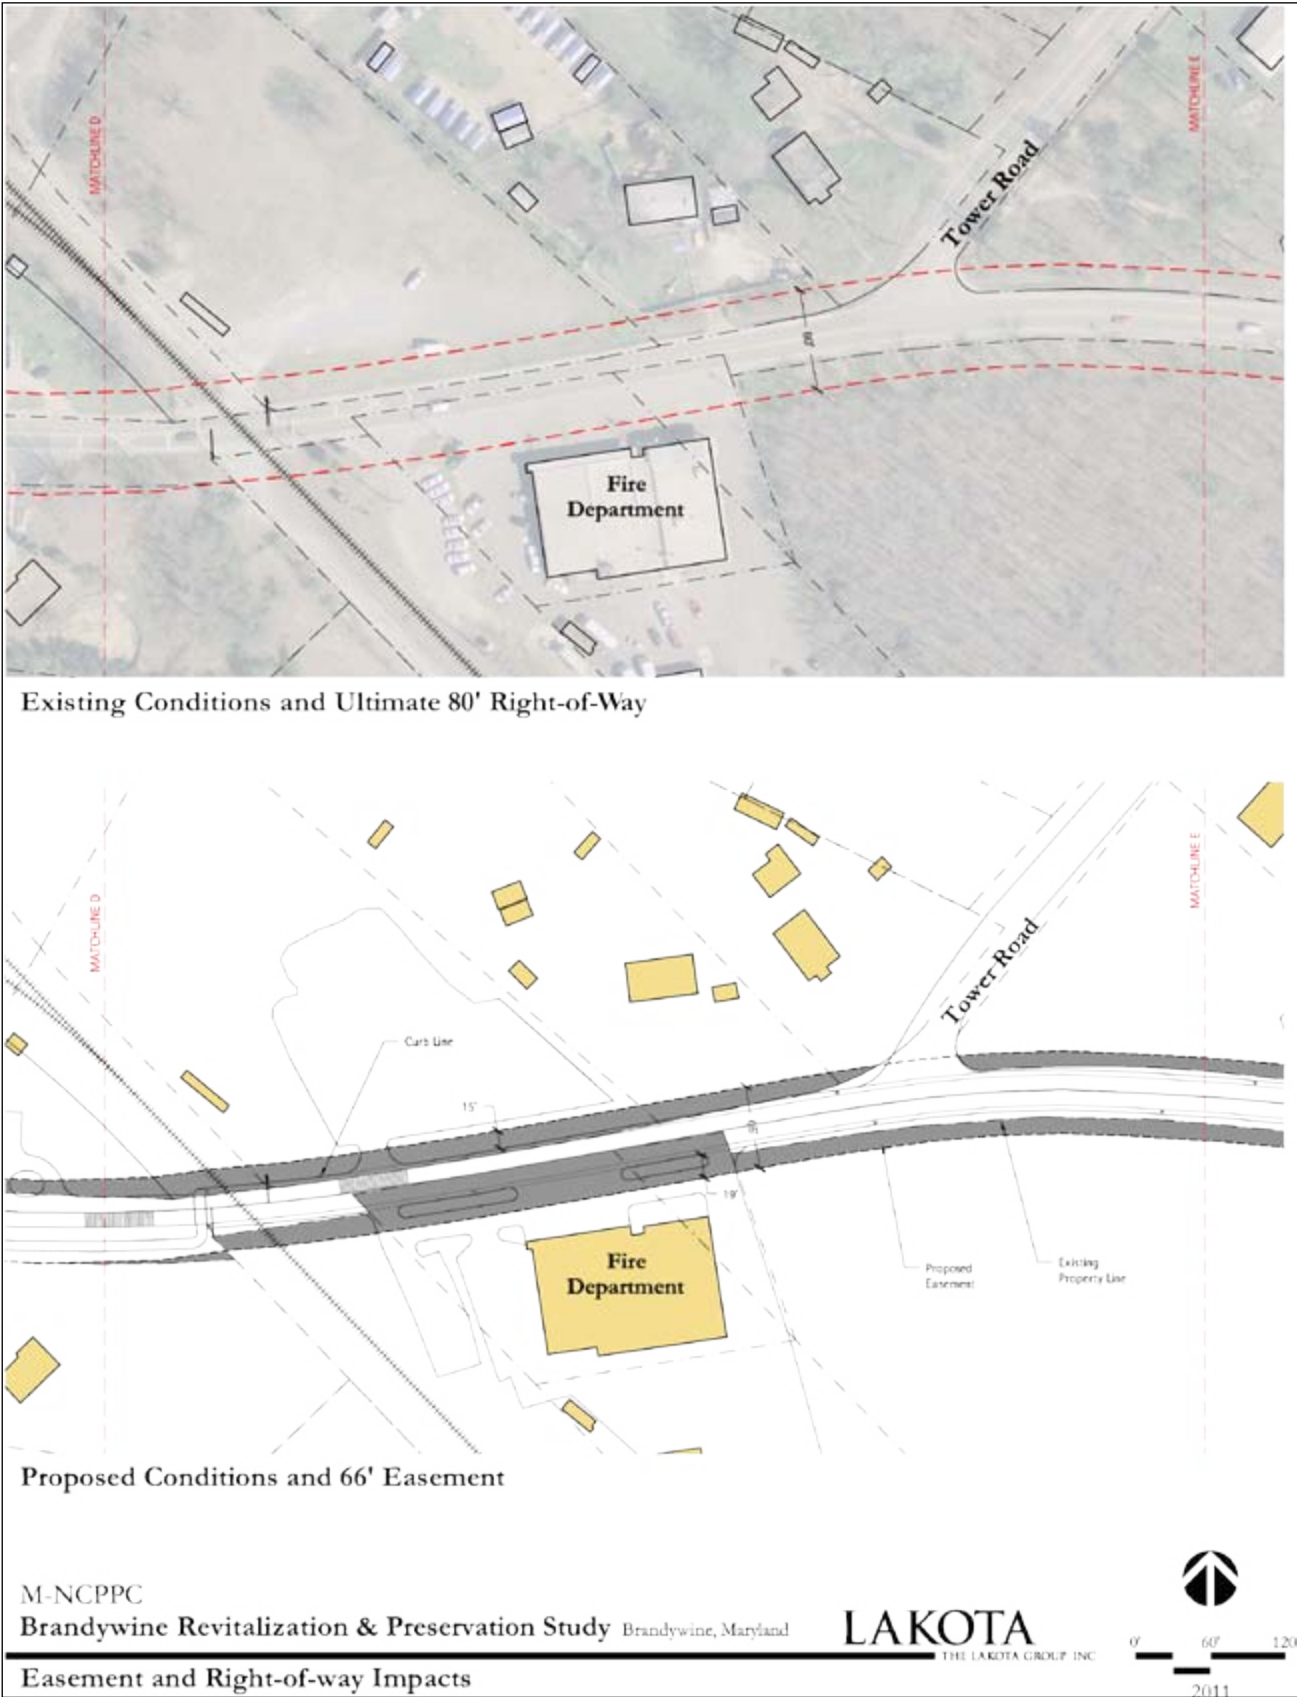 MATCHLINE D
MATCHLINE E
Tower Road
80'
Fire
Department
Existing Conditions and Ultimate 80' Right-of-Way
MATCHLINE D
MATCHLINE E
Tower Road
Curb Line
15'
19'
Fire
Department
Proposed
Easement
Existing
Property Line
Proposed Conditions and 66' Easement
M-NCPPC
Brandywine Revitalization & Preservation Study Brandywine, Maryland
LAKOTA
THE LAKOTA GROUP INC
0' 60' 120
Easement and Right-of-way Impacts
2011